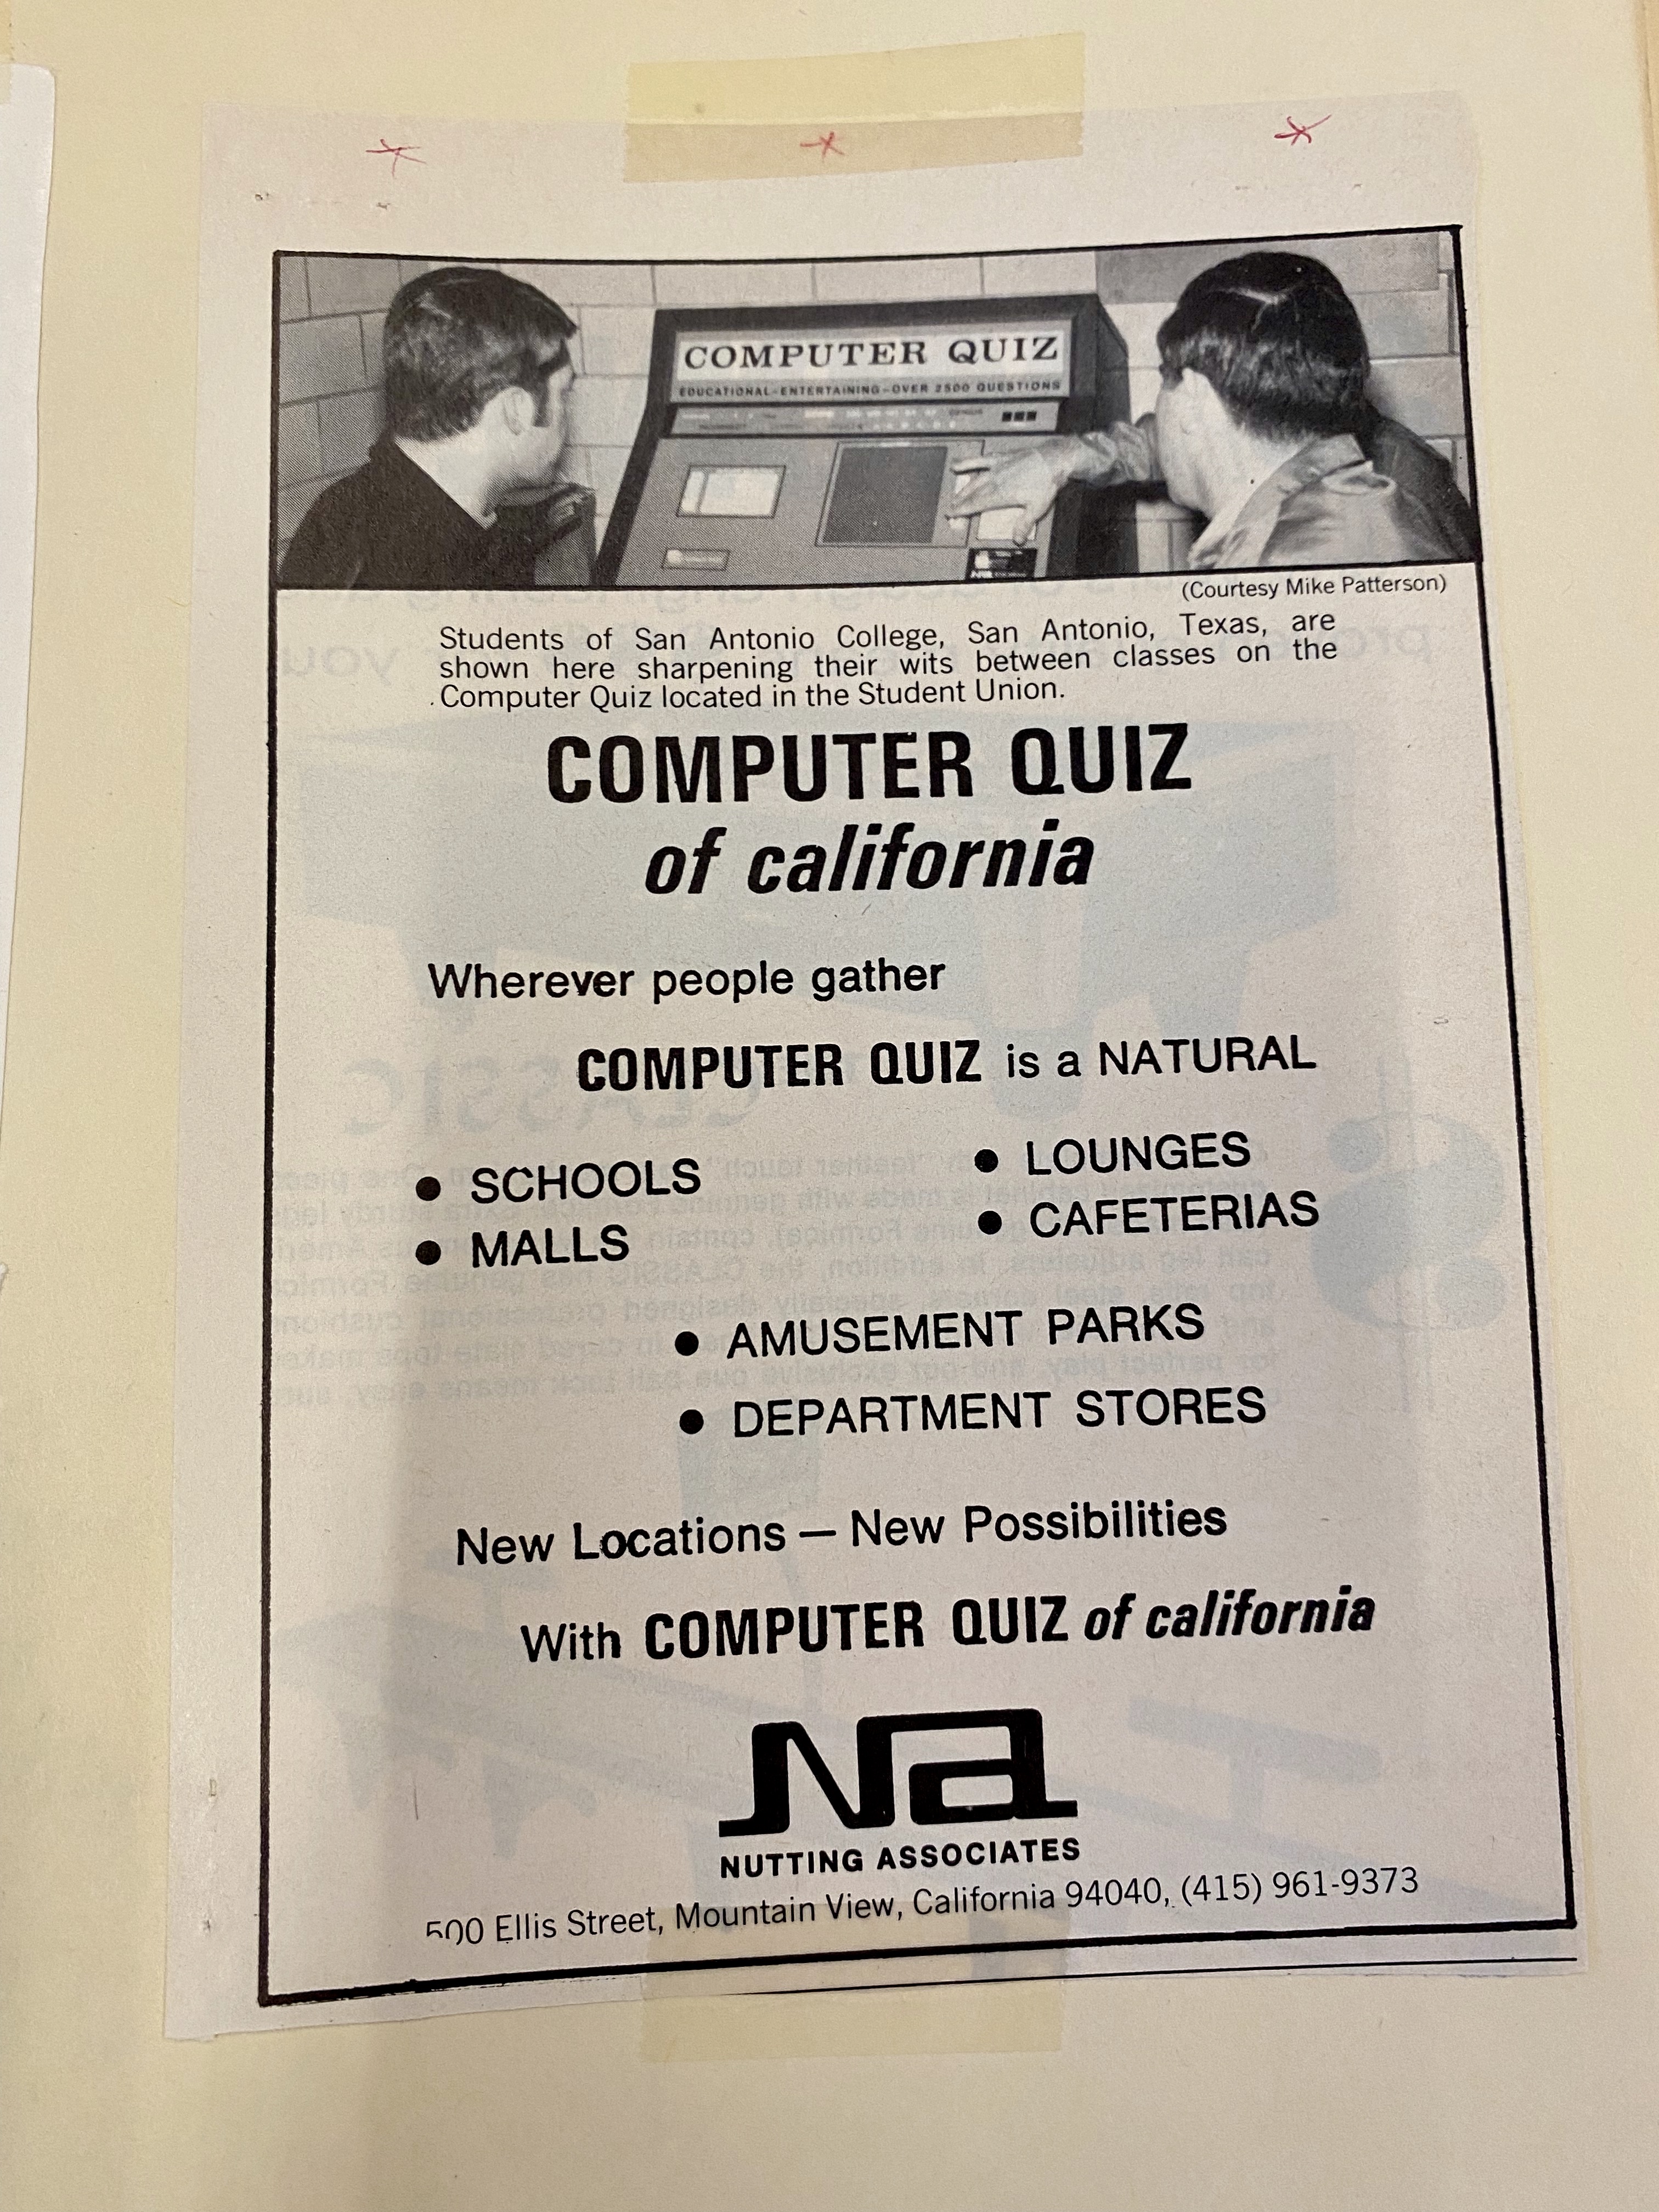 COMPUTER QUIZ
EDUCATIONAL-ENTERTAINING-OVER 2500 QUESTIONS
(Courtesy Mike Patterson)
Students of San Antonio College, San Antonio, Texas, are
shown here sharpening their wits between classes on the
Computer Quiz located in the Student Union.
COMPUTER QUIZ
of california
Wherever people gather
COMPUTER QUIZ is a NATURAL
• SCHOOLS
• MALLS
• LOUNGES
• CAFETERIAS
• AMUSEMENT PARKS
• DEPARTMENT STORES
New Locations — New Possibilities
With COMPUTER QUIZ of california
Na
NUTTING ASSOCIATES
500 Ellis Street, Mountain View, California 94040, (415) 961-9373